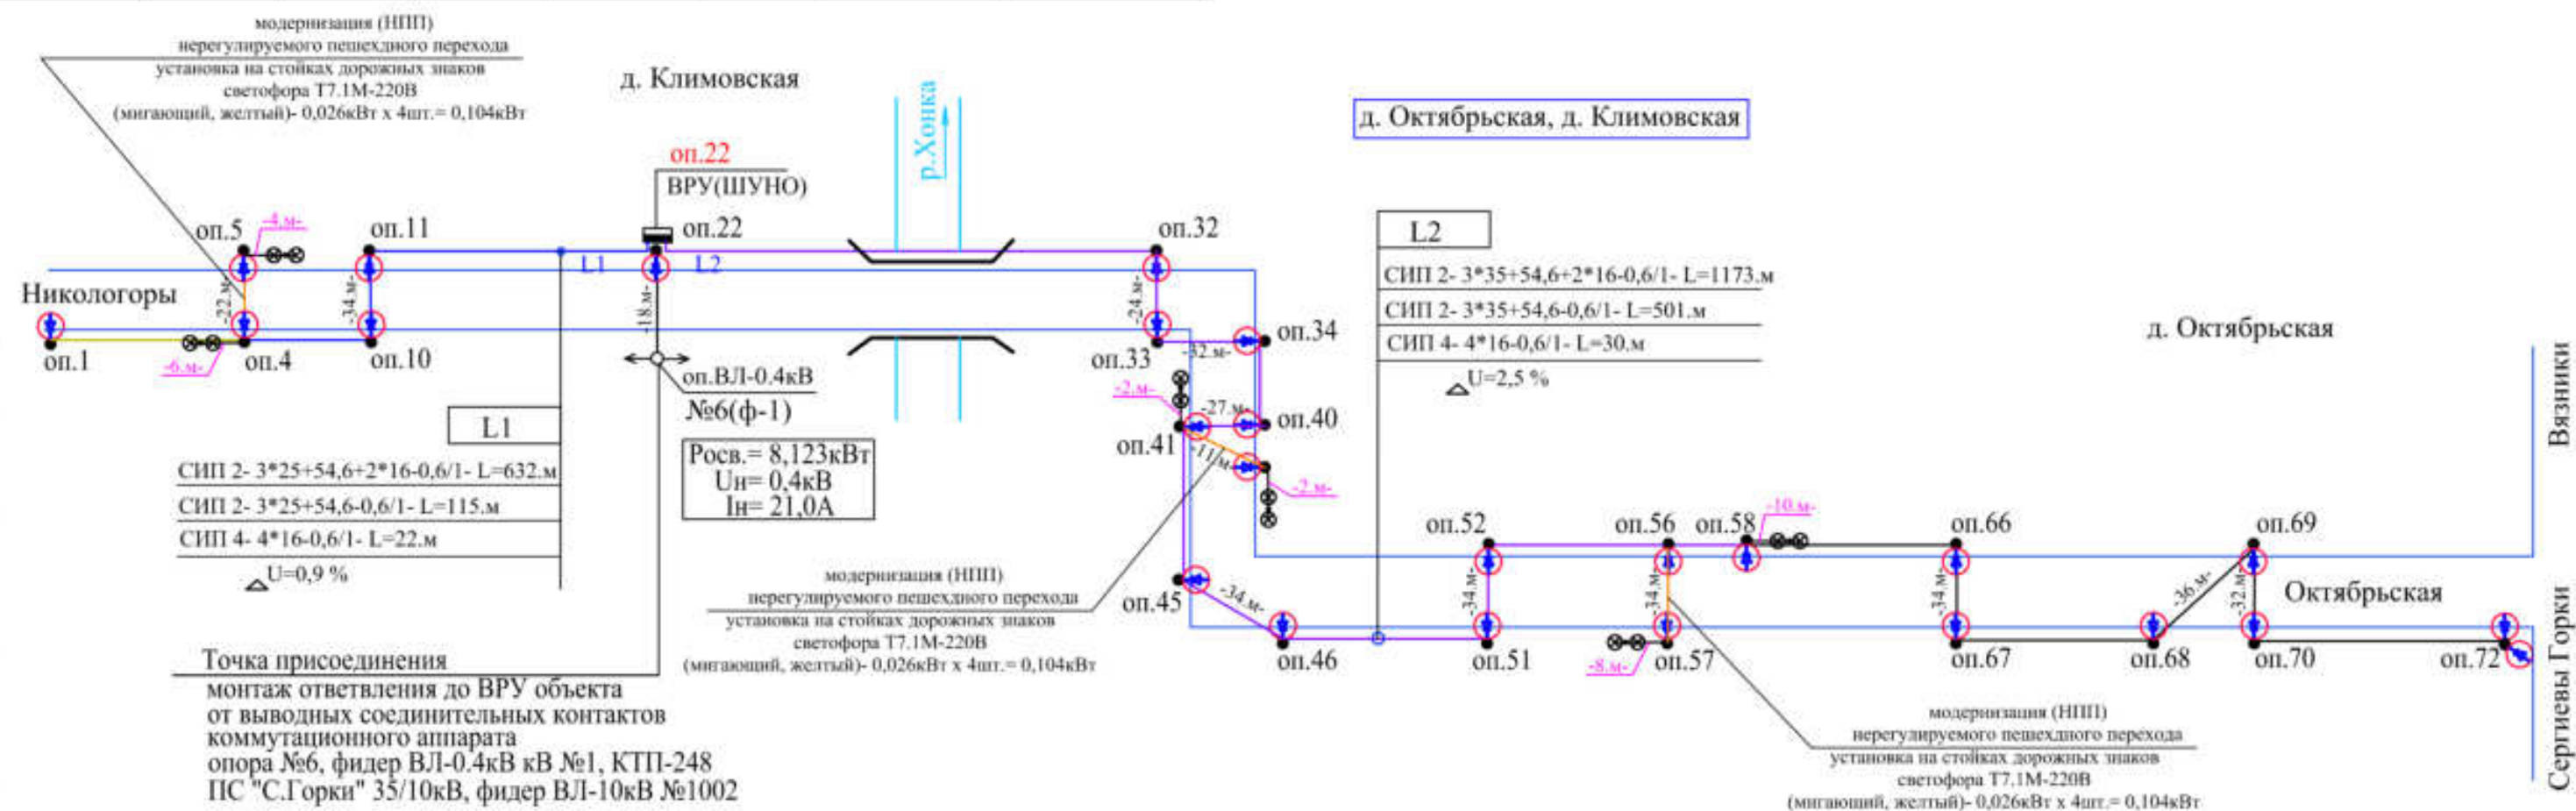 модернизация (НПП)
нерегулируемого пешехдного перехода
установка на стойках дорожных знаков
светофора Т7.1М-220В
(мигающий, желтый)- 0,026кВт х 4шт.= 0,104кВт
д. Климовская
р.Хонка
д. Октябрьская, д. Климовская
оп.22
ВРУ(ШУНО)
оп.5
-4.м-
оп.11
оп.22
оп.32
L1
L2
Никологоры
-22.м-
-34.м-
-18.м-
-24.м-
оп.1
-6.м-
оп.4
оп.10
оп.33
-32.м-
оп.34
L2
СИП 2- 3*35+54,6+2*16-0,6/1- L=1173.м
СИП 2- 3*35+54,6-0,6/1- L=501.м
СИП 4- 4*16-0,6/1- L=30.м
U=2,5 %
д. Октябрьская
Вязники
оп.ВЛ-0.4кВ
№6(ф-1)
Pосв.= 8,123кВт
Uн= 0,4кВ
Iн= 21,0А
L1
СИП 2- 3*25+54,6+2*16-0,6/1- L=632.м
СИП 2- 3*25+54,6-0,6/1- L=115.м
СИП 4- 4*16-0,6/1- L=22.м
U=0,9 %
-2.м-
-27.м-
оп.40
оп.41
-11.м-
-2.м-
оп.45
-34.м-
оп.46
оп.52
оп.56
оп.58
-10.м-
оп.66
оп.69
-34.м-
-34.м-
-34.м-
-36.м-
-32.м-
Октябрьская
оп.51
-8.м-
оп.57
оп.67
оп.68
оп.70
оп.72
Сергиевы Горки
модернизация (НПП)
нерегулируемого пешехдного перехода
установка на стойках дорожных знаков
светофора Т7.1М-220В
(мигающий, желтый)- 0,026кВт х 4шт.= 0,104кВт
Точка присоединения
монтаж ответвления до ВРУ объекта
от выводных соединительных контактов
коммутационного аппарата
опора №6, фидер ВЛ-0.4кВ кВ №1, КТП-248
ПС "С.Горки" 35/10кВ, фидер ВЛ-10кВ №1002
модернизация (НПП)
нерегулируемого пешехдного перехода
установка на стойках дорожных знаков
светофора Т7.1М-220В
(мигающий, желтый)- 0,026кВт х 4шт.= 0,104кВт